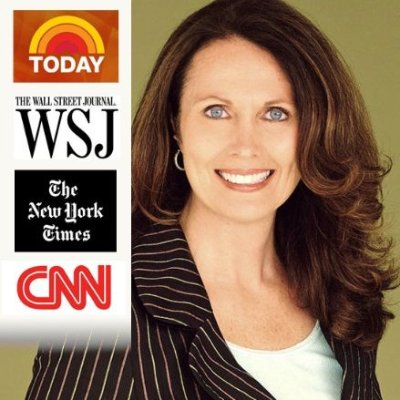 TODAY
THE WALL STREET JOURNAL.
WSJ
The
New York
Times
CNN